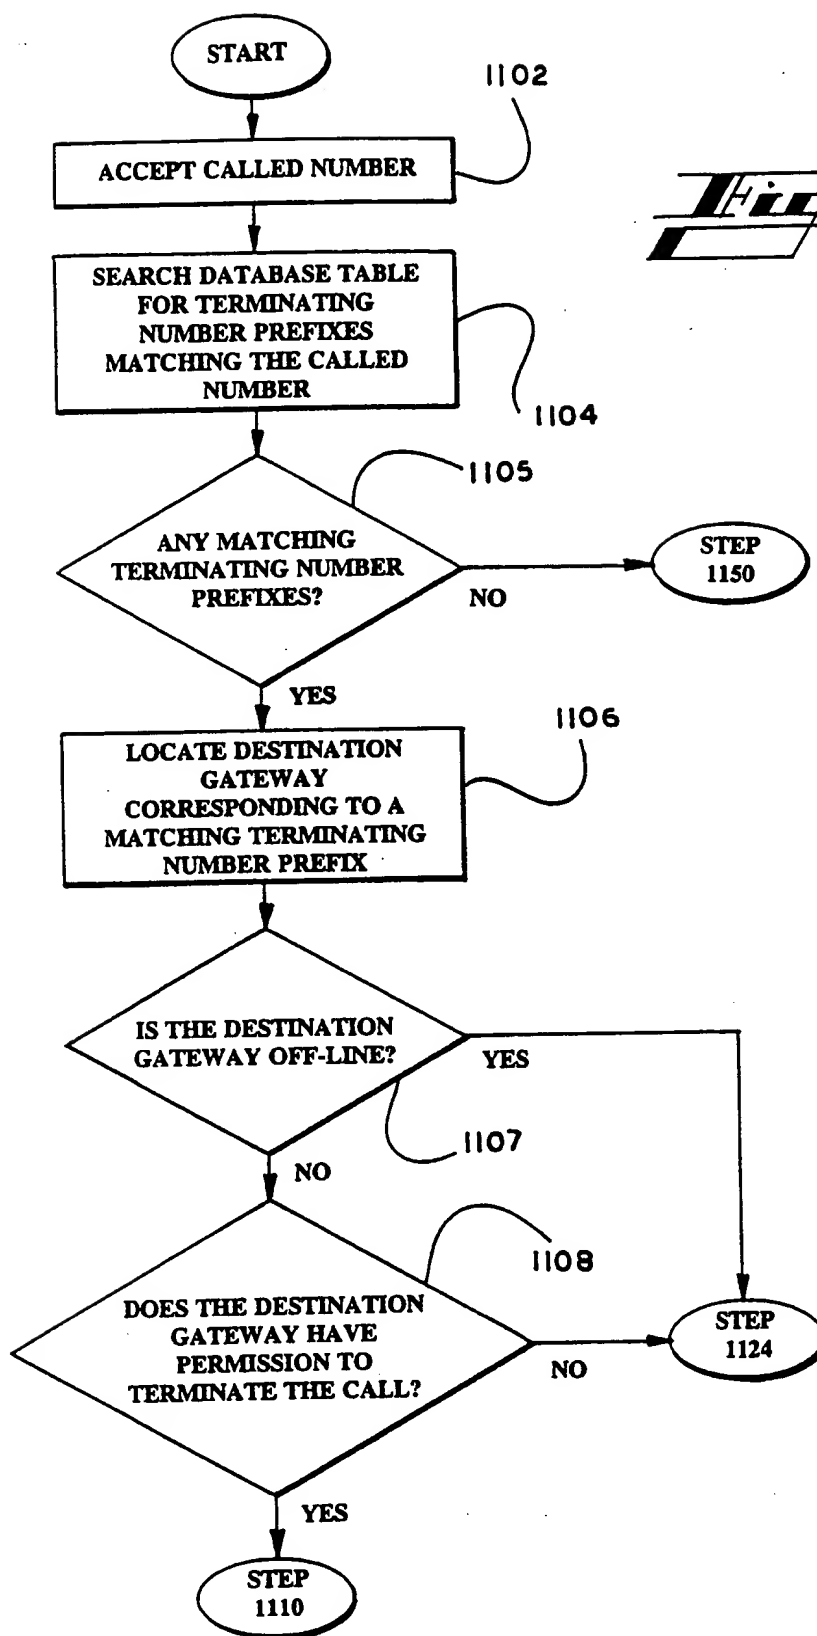 START
1102
ACCEPT CALLED NUMBER
SEARCH DATABASE TABLE
FOR TERMINATING
NUMBER PREFIXES
MATCHING THE CALLED
NUMBER
1104
1105
ANY MATCHING
TERMINATING NUMBER
PREFIXES?
NO
STEP
1150
YES
1106
LOCATE DESTINATION
GATEWAY
CORRESPONDING TO A
MATCHING TERMINATING
NUMBER PREFIX
IS THE DESTINATION
GATEWAY OFF-LINE?
YES
1107
NO
1108
DOES THE DESTINATION
GATEWAY HAVE
PERMISSION TO
TERMINATE THE CALL?
NO
STEP
1124
YES
STEP
1110